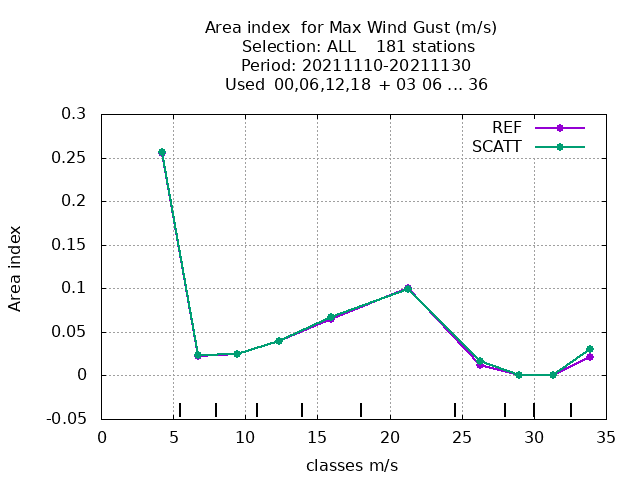 Area index  for Max Wind Gust (m/s)
Selection: ALL    181 stations
Period: 20211110-20211130
Used  00,06,12,18  + 03 06 ... 36
REF
SCATT
0.3
0.25
0.2
0.15
0.1
0.05
0
-0.05
Area index
0 5 10 15 20 25 30 35
classes m/s